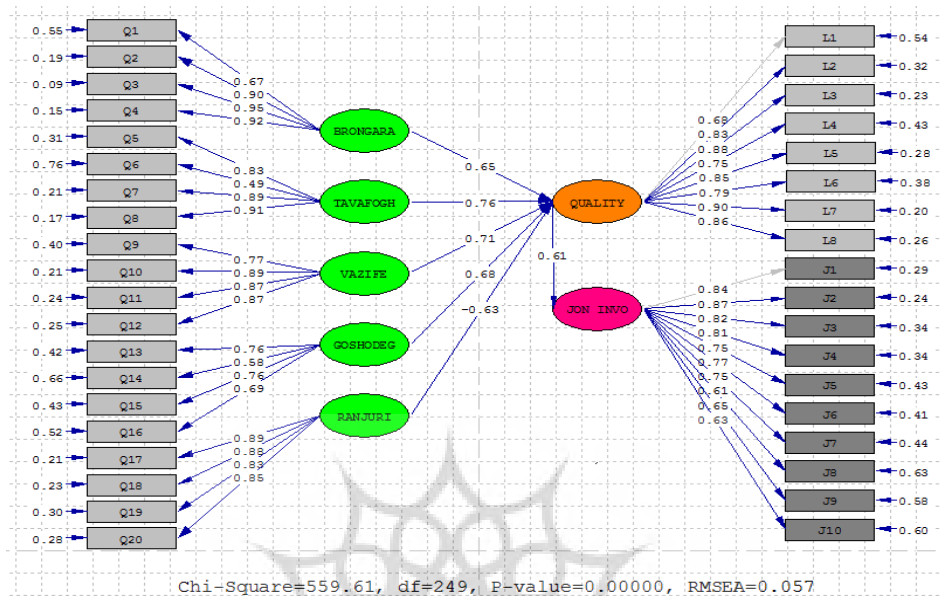 0.55 Q1
0.19 Q2
0.09 Q3
0.15 Q4
0.31 Q5
0.76 Q6
0.21 Q7
0.17 Q8
0.40 Q9
0.21 Q10
0.24 Q11
0.25 Q12
0.42 Q13
0.66 Q14
0.43 Q15
0.52 Q16
0.21 Q17
0.23 Q18
0.30 Q19
0.28 Q20
0.67
0.90
0.95
0.92
0.83
0.49
0.89
0.91
0.77
0.89
0.87
0.87
0.76
0.58
0.76
0.69
0.89
0.88
0.83
0.85
BRONGARA
TAVAFOGH
VAZIFE
GOSHODEG
RANJURI
0.65
0.76
0.71
0.68
-0.63
QUALITY
0.61
JON INVO
0.68
0.83
0.88
0.75
0.85
0.79
0.90
0.86
0.84
0.87
0.82
0.81
0.75
0.77
0.75
0.61
0.65
0.63
L1 0.54
L2 0.32
L3 0.23
L4 0.43
L5 0.28
L6 0.38
L7 0.20
L8 0.26
J1 0.29
J2 0.24
J3 0.34
J4 0.34
J5 0.43
J6 0.41
J7 0.44
J8 0.63
J9 0.58
J10 0.60
Chi-Square=559.61, df=249, P-value=0.00000, RMSEA=0.057